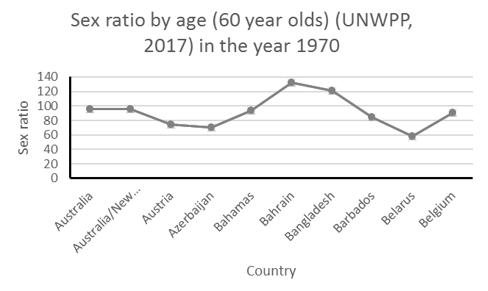 Sex ratio by age (60 year olds) (UNWPP,
2017) in the year 1970
140
120
100
80
60
40
20
0
Sex ratio
Australia
Australia/New...
Austria
Azerbaijan
Bahamas
Bahrain
Bangladesh
Barbados
Belarus
Belgium
Country